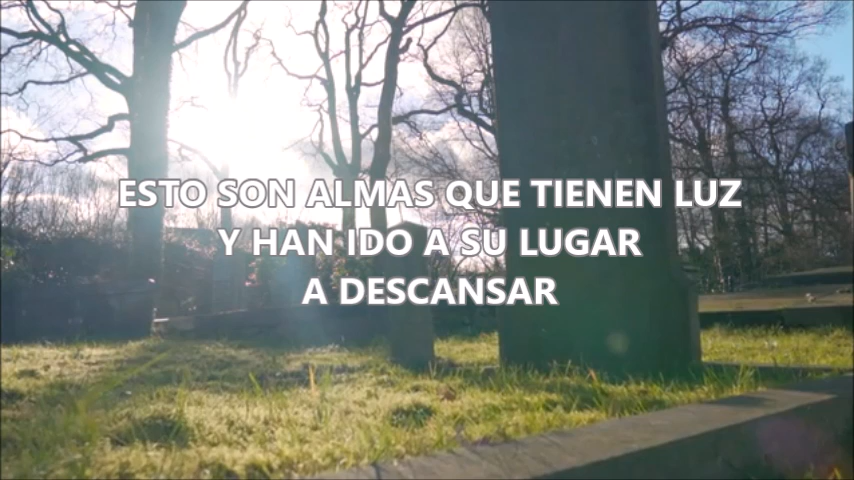 ESTO SON ALMAS QUE TIENEN LUZ
Y HAN IDO A SU LUGAR
A DESCANSAR